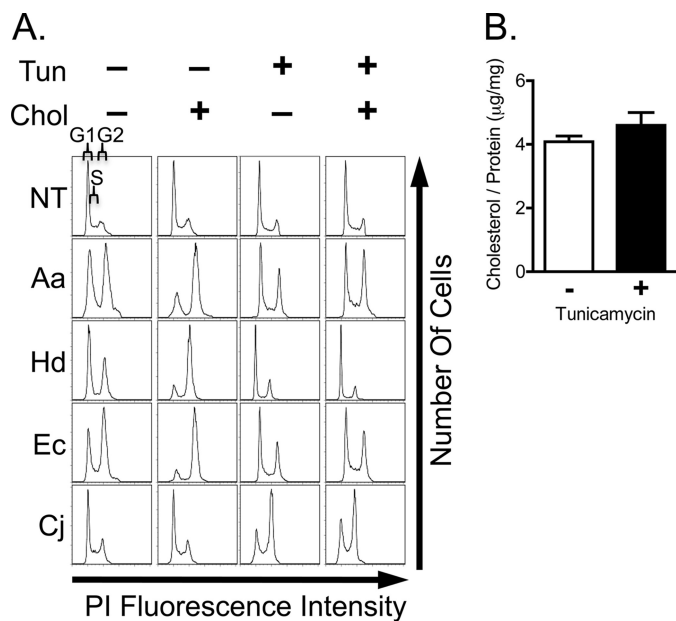 A.
Tun − − + +
Chol − + − +
G1 G2
S
NT
Aa
Hd
Ec
Cj
Number Of Cells
PI Fluorescence Intensity
B.
Cholesterol / Protein (µg/mg)
6
4
2
0
- +
Tunicamycin